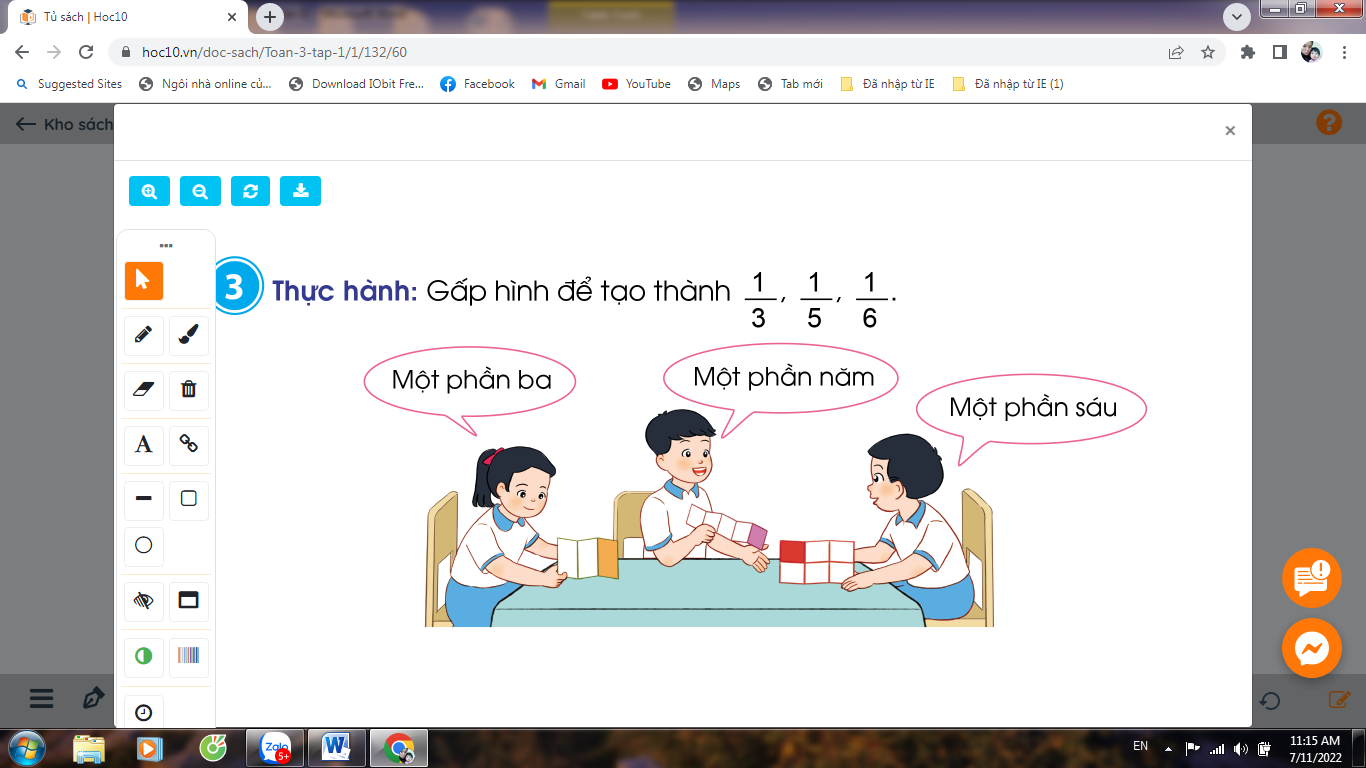 Tủ sách | Hoc10
hoc10.vn/doc-sach/Toan-3-tap-1/1/132/60
Suggested Sites Ngôi nhà online củ... Download IObit Fre... Facebook Gmail YouTube Maps Tab mới Đã nhập từ IE Đã nhập từ IE (1)
Kho sách
3 Thực hành: Gấp hình để tạo thành 1/3, 1/5, 1/6.
Một phần ba
Một phần năm
Một phần sáu
A
Zalo
5+
EN
11:15 AM
7/11/2022